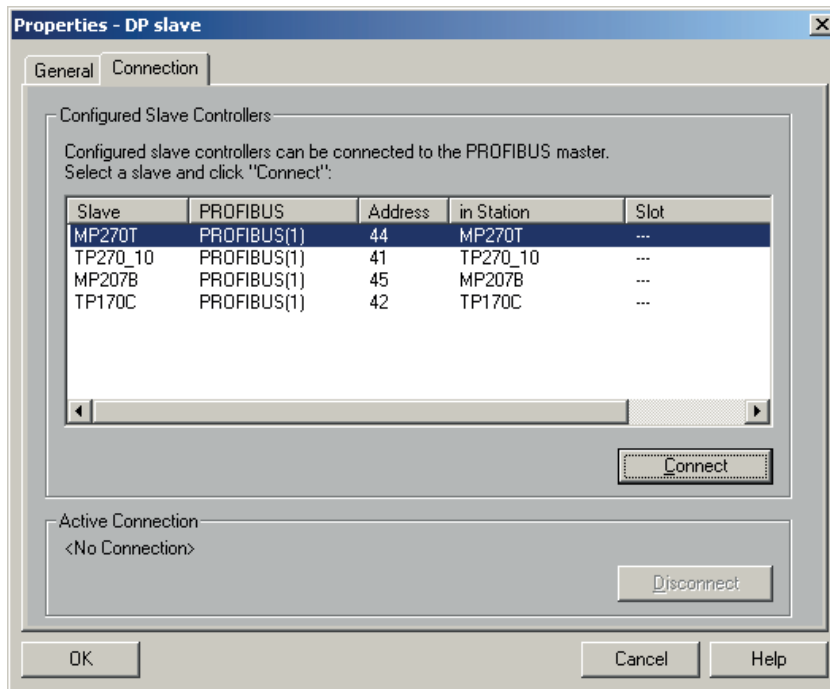 Properties - DP slave
General Connection
Configured Slave Controllers
Configured slave controllers can be connected to the PROFIBUS master.
Select a slave and click "Connect":
Slave PROFIBUS Address in Station Slot
MP270T PROFIBUS(1) 44 MP270T ---
TP270_10 PROFIBUS(1) 41 TP270_10 ---
MP207B PROFIBUS(1) 45 MP207B ---
TP170C PROFIBUS(1) 42 TP170C ---
Connect
Active Connection
<No Connection>
Disconnect
OK Cancel Help